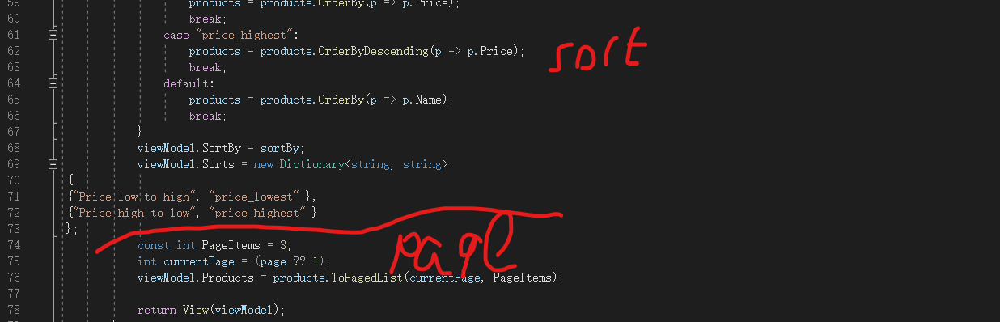 59 products = products.OrderBy(p => p.Price);
60 break;
61 case "price_highest":
62 products = products.OrderByDescending(p => p.Price);
sort
63 break;
64 default:
65 products = products.OrderBy(p => p.Name);
66 break;
67 }
68 viewModel.SortBy = sortBy;
69 viewModel.Sorts = new Dictionary<string, string>
70 {
71 {"Price low to high", "price_lowest" },
72 {"Price high to low", "price_highest" }
73 };
74 const int PageItems = 3;
page
75 int currentPage = (page ?? 1);
76 viewModel.Products = products.ToPagedList(currentPage, PageItems);
77
78 return View(viewModel);